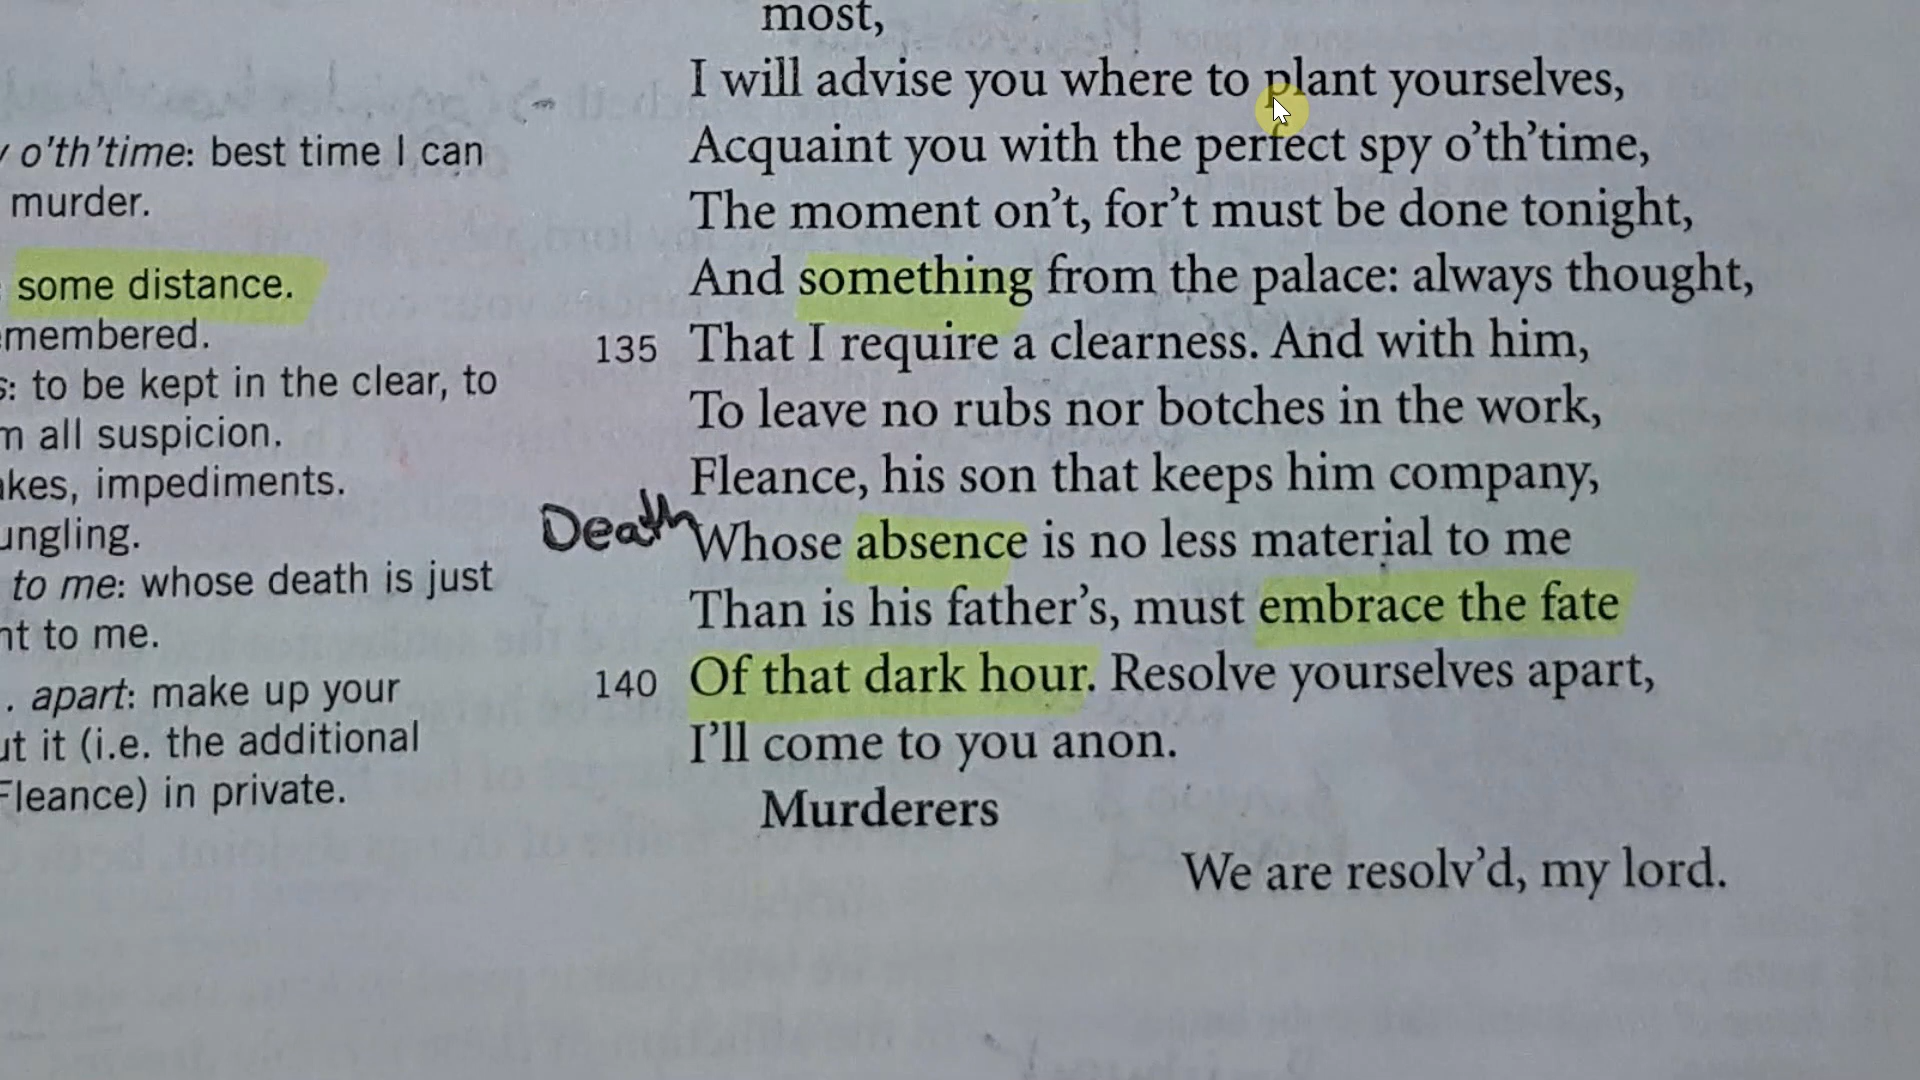 most,
I will advise you where to plant yourselves,
o'th'time: best time I can
Acquaint you with the perfect spy o'th'time,
murder.
The moment on't, for't must be done tonight,
some distance.
And something from the palace: always thought,
135 That I require a clearness. And with him,
to be kept in the clear, to
To leave no rubs nor botches in the work,
all suspicion.
impediments.
Fleance, his son that keeps him company,
Death
Whose absence is no less material to me
to me: whose death is just
Than is his father's, must embrace the fate
to me.
140 Of that dark hour. Resolve yourselves apart,
. apart: make up your
it (i.e. the additional
I'll come to you anon.
Fleance) in private.
Murderers
We are resolv'd, my lord.